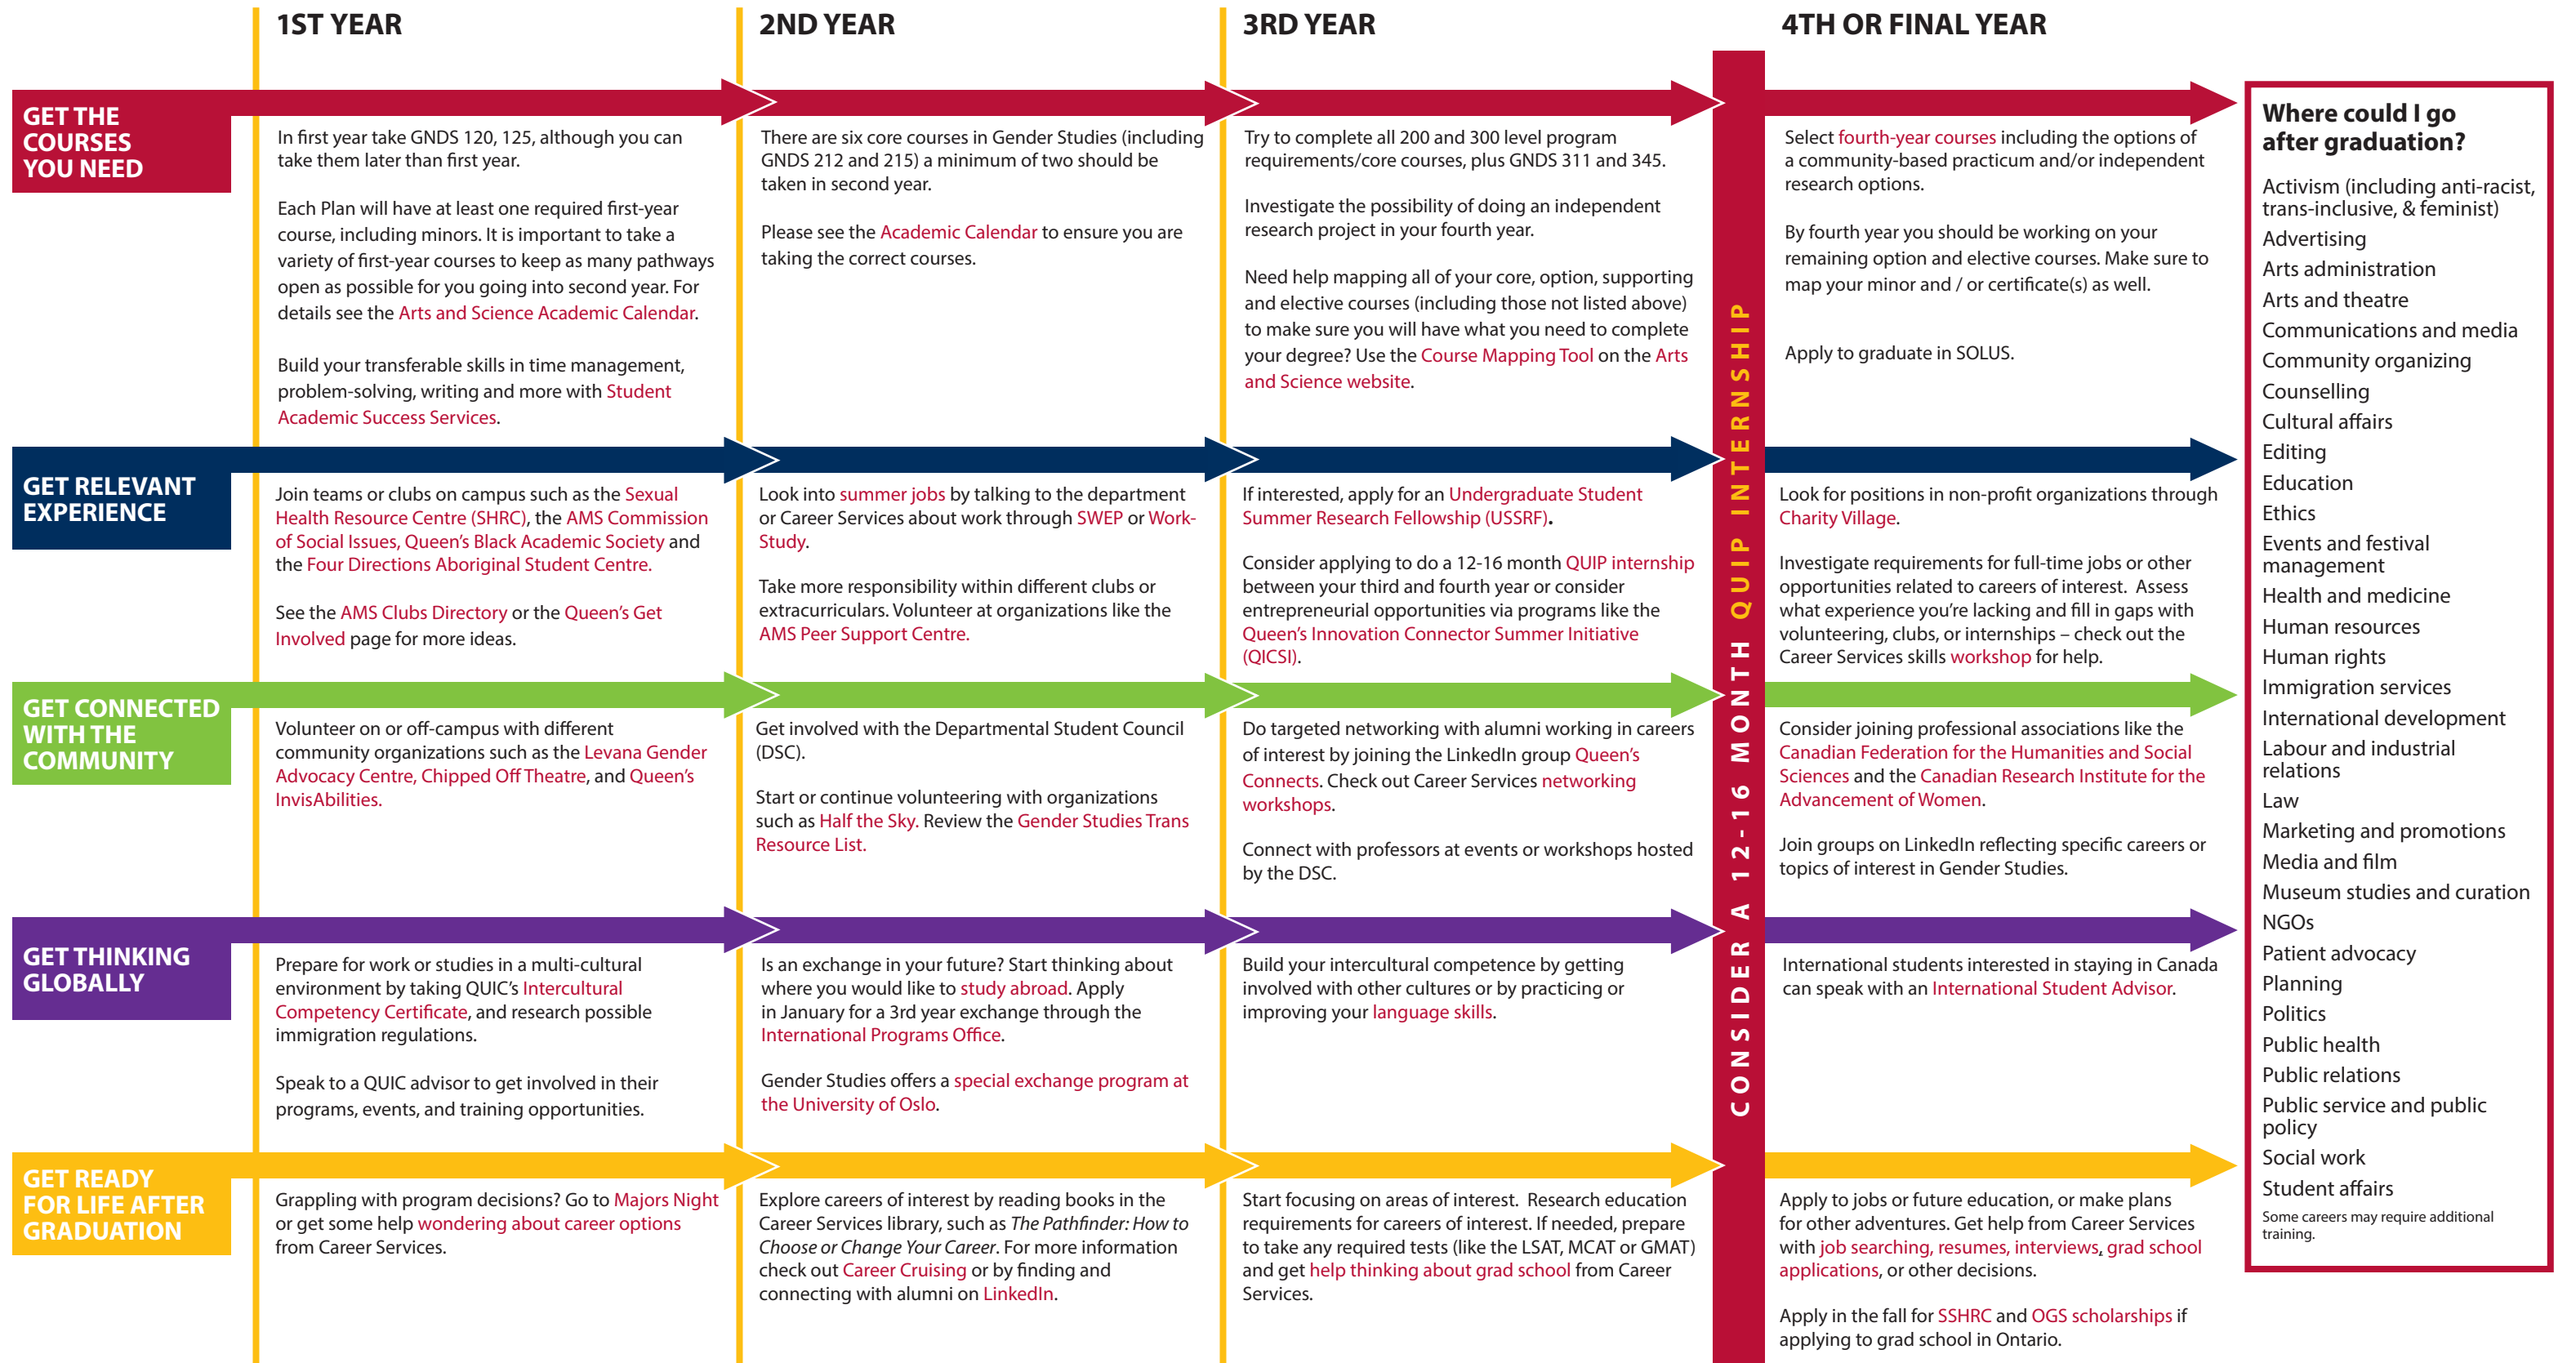 1ST YEAR
2ND YEAR
3RD YEAR
4TH OR FINAL YEAR
GET THE
COURSES
YOU NEED
In first year take GNDS 120, 125, although you can
take them later than first year.
Each Plan will have at least one required first-year
course, including minors. It is important to take a
variety of first-year courses to keep as many pathways
open as possible for you going into second year. For
details see the Arts and Science Academic Calendar.
Build your transferable skills in time management,
problem-solving, writing and more with Student
Academic Success Services.
There are six core courses in Gender Studies (including
GNDS 212 and 215) a minimum of two should be
taken in second year.
Please see the Academic Calendar to ensure you are
taking the correct courses.
Try to complete all 200 and 300 level program
requirements/core courses, plus GNDS 311 and 345.
Investigate the possibility of doing an independent
research project in your fourth year.
Need help mapping all of your core, option, supporting
and elective courses (including those not listed above)
to make sure you will have what you need to complete
your degree? Use the Course Mapping Tool on the Arts
and Science website.
Select fourth-year courses including the options of
a community-based practicum and/or independent
research options.
By fourth year you should be working on your
remaining option and elective courses. Make sure to
map your minor and / or certificate(s) as well.
Apply to graduate in SOLUS.
GET RELEVANT
EXPERIENCE
Join teams or clubs on campus such as the Sexual
Health Resource Centre (SHRC), the AMS Commission
of Social Issues, Queen's Black Academic Society and
the Four Directions Aboriginal Student Centre.
See the AMS Clubs Directory or the Queen's Get
Involved page for more ideas.
Look into summer jobs by talking to the department
or Career Services about work through SWEP or Work-
Study.
Take more responsibility within different clubs or
extracurriculars. Volunteer at organizations like the
AMS Peer Support Centre.
If interested, apply for an Undergraduate Student
Summer Research Fellowship (USSRF).
Consider applying to do a 12-16 month QUIP internship
between your third and fourth year or consider
entrepreneurial opportunities via programs like the
Queen's Innovation Connector Summer Initiative
(QICSI).
Look for positions in non-profit organizations through
Charity Village.
Investigate requirements for full-time jobs or other
opportunities related to careers of interest. Assess
what experience you're lacking and fill in gaps with
volunteering, clubs, or internships – check out the
Career Services skills workshop for help.
GET CONNECTED
WITH THE
COMMUNITY
Volunteer on or off-campus with different
community organizations such as the Levana Gender
Advocacy Centre, Chipped Off Theatre, and Queen's
InvisAbilities.
Get involved with the Departmental Student Council
(DSC).
Start or continue volunteering with organizations
such as Half the Sky. Review the Gender Studies Trans
Resource List.
Do targeted networking with alumni working in careers
of interest by joining the LinkedIn group Queen's
Connects. Check out Career Services networking
workshops.
Connect with professors at events or workshops hosted
by the DSC.
Consider joining professional associations like the
Canadian Federation for the Humanities and Social
Sciences and the Canadian Research Institute for the
Advancement of Women.
Join groups on LinkedIn reflecting specific careers or
topics of interest in Gender Studies.
GET THINKING
GLOBALLY
Prepare for work or studies in a multi-cultural
environment by taking QUIC's Intercultural
Competency Certificate, and research possible
immigration regulations.
Speak to a QUIC advisor to get involved in their
programs, events, and training opportunities.
Is an exchange in your future? Start thinking about
where you would like to study abroad. Apply
in January for a 3rd year exchange through the
International Programs Office.
Gender Studies offers a special exchange program at
the University of Oslo.
Build your intercultural competence by getting
involved with other cultures or by practicing or
improving your language skills.
International students interested in staying in Canada
can speak with an International Student Advisor.
GET READY
FOR LIFE AFTER
GRADUATION
Grappling with program decisions? Go to Majors Night
or get some help wondering about career options
from Career Services.
Explore careers of interest by reading books in the
Career Services library, such as The Pathfinder: How to
Choose or Change Your Career. For more information
check out Career Cruising or by finding and
connecting with alumni on LinkedIn.
Start focusing on areas of interest. Research education
requirements for careers of interest. If needed, prepare
to take any required tests (like the LSAT, MCAT or GMAT)
and get help thinking about grad school from Career
Services.
Apply to jobs or future education, or make plans
for other adventures. Get help from Career Services
with job searching, resumes, interviews, grad school
applications, or other decisions.
Apply in the fall for SSHRC and OGS scholarships if
applying to grad school in Ontario.
CONSIDER A 12-16 MONTH QUIP INTERNSHIP
Where could I go
after graduation?
Activism (including anti-racist,
trans-inclusive, & feminist)
Advertising
Arts administration
Arts and theatre
Communications and media
Community organizing
Counselling
Cultural affairs
Editing
Education
Ethics
Events and festival
management
Health and medicine
Human resources
Human rights
Immigration services
International development
Labour and industrial
relations
Law
Marketing and promotions
Media and film
Museum studies and curation
NGOs
Patient advocacy
Planning
Politics
Public health
Public relations
Public service and public
policy
Social work
Student affairs
Some careers may require additional
training.